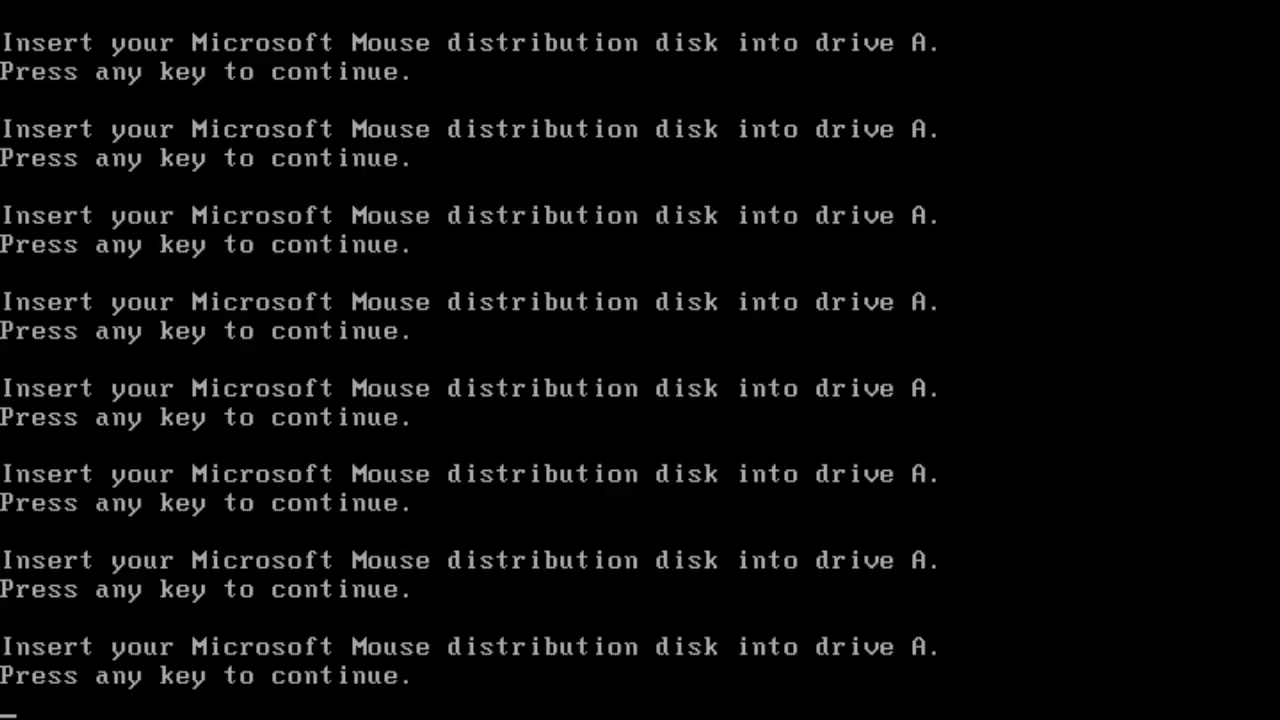 Insert your Microsoft Mouse distribution disk into drive A.
Press any key to continue.
Insert your Microsoft Mouse distribution disk into drive A.
Press any key to continue.
Insert your Microsoft Mouse distribution disk into drive A.
Press any key to continue.
Insert your Microsoft Mouse distribution disk into drive A.
Press any key to continue.
Insert your Microsoft Mouse distribution disk into drive A.
Press any key to continue.
Insert your Microsoft Mouse distribution disk into drive A.
Press any key to continue.
Insert your Microsoft Mouse distribution disk into drive A.
Press any key to continue.
Insert your Microsoft Mouse distribution disk into drive A.
Press any key to continue.